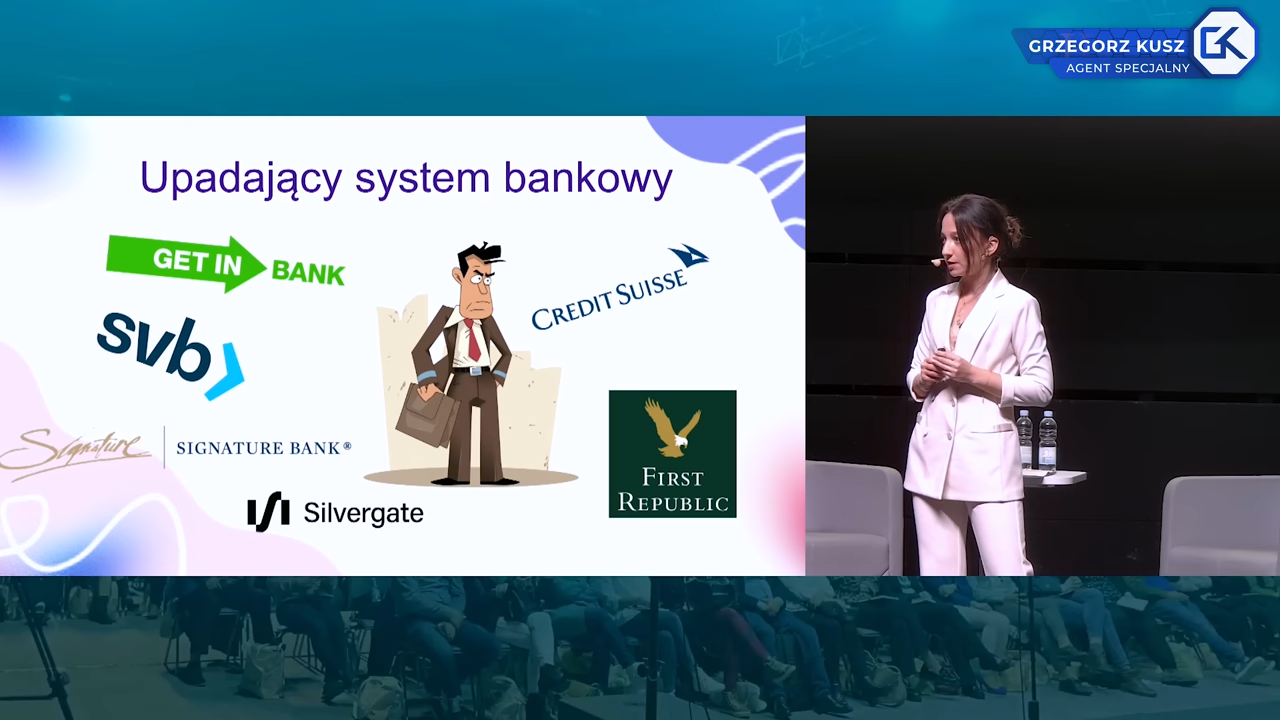 GRZEGORZ KUSZ
AGENT SPECJALNY
Upadający system bankowy
GET IN BANK
CREDIT SUISSE
svb
Signature
SIGNATURE BANK®
FIRST
REPUBLIC
Silvergate